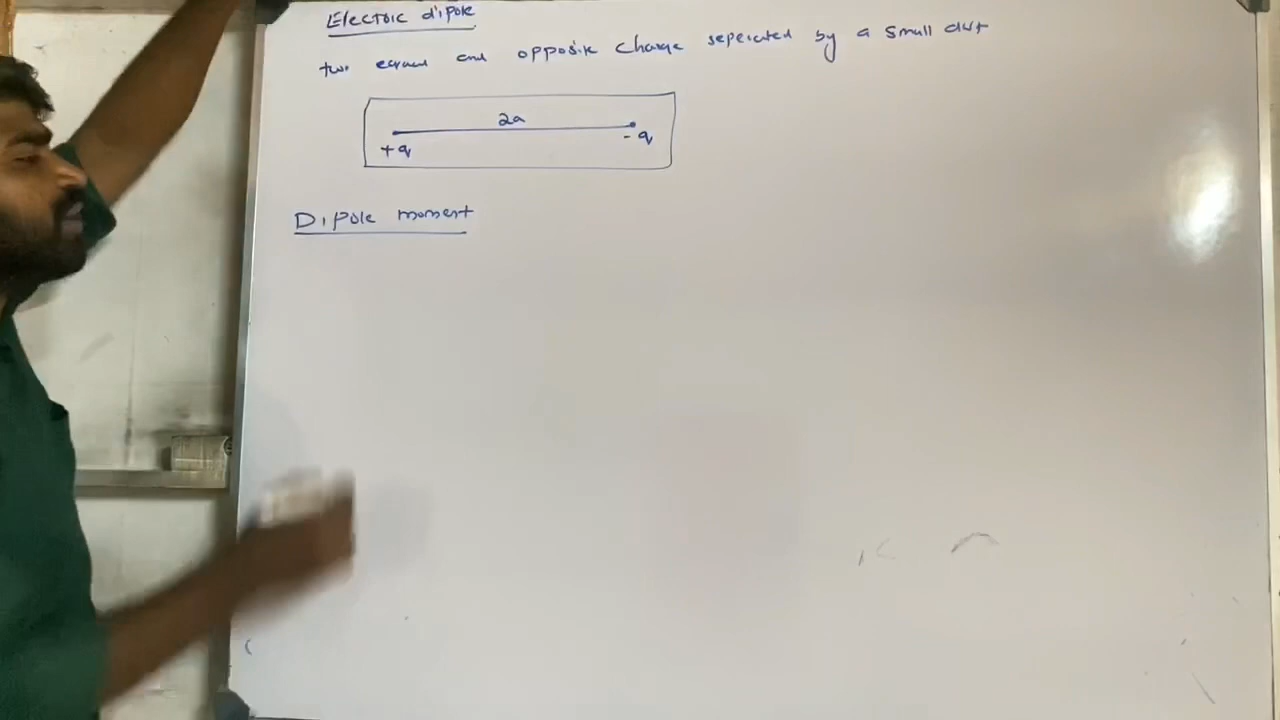 Electric dipole
two equal and opposite charge seperated by a small dist
2a
+q
-q
Dipole moment